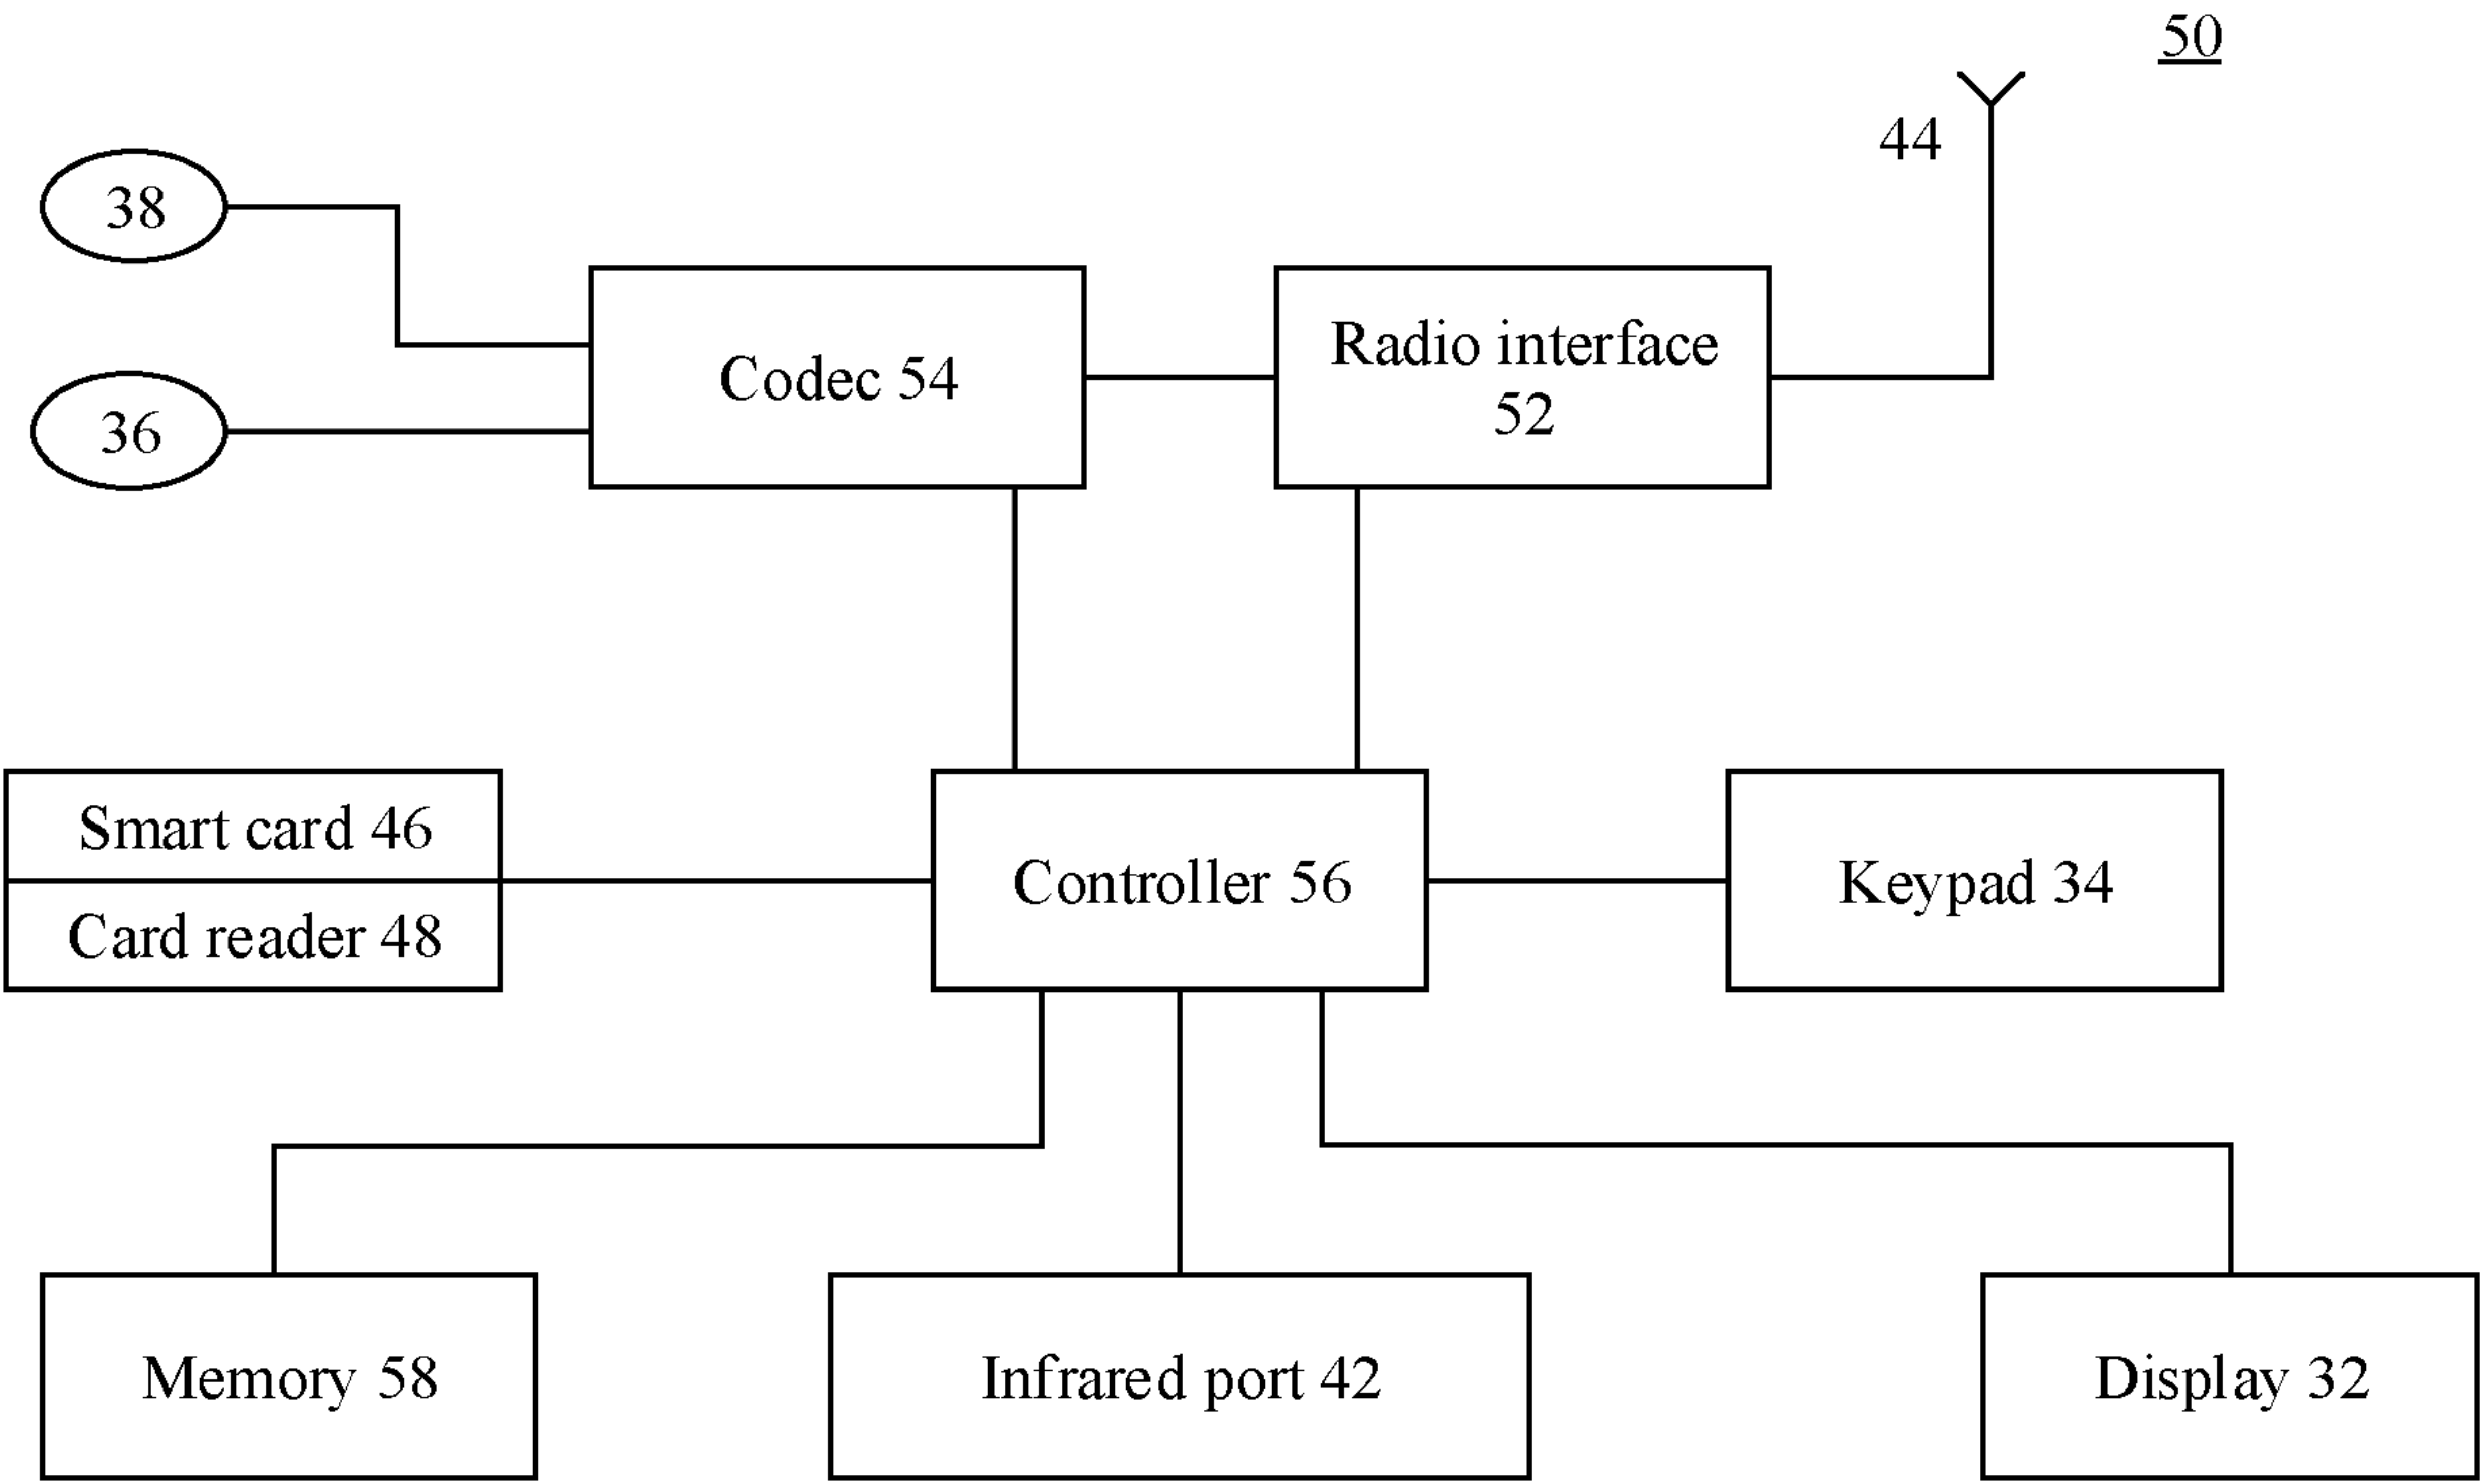 50
44
38
36
Codec 54
Radio interface
52
Smart card 46
Card reader 48
Controller 56
Keypad 34
Memory 58
Infrared port 42
Display 32